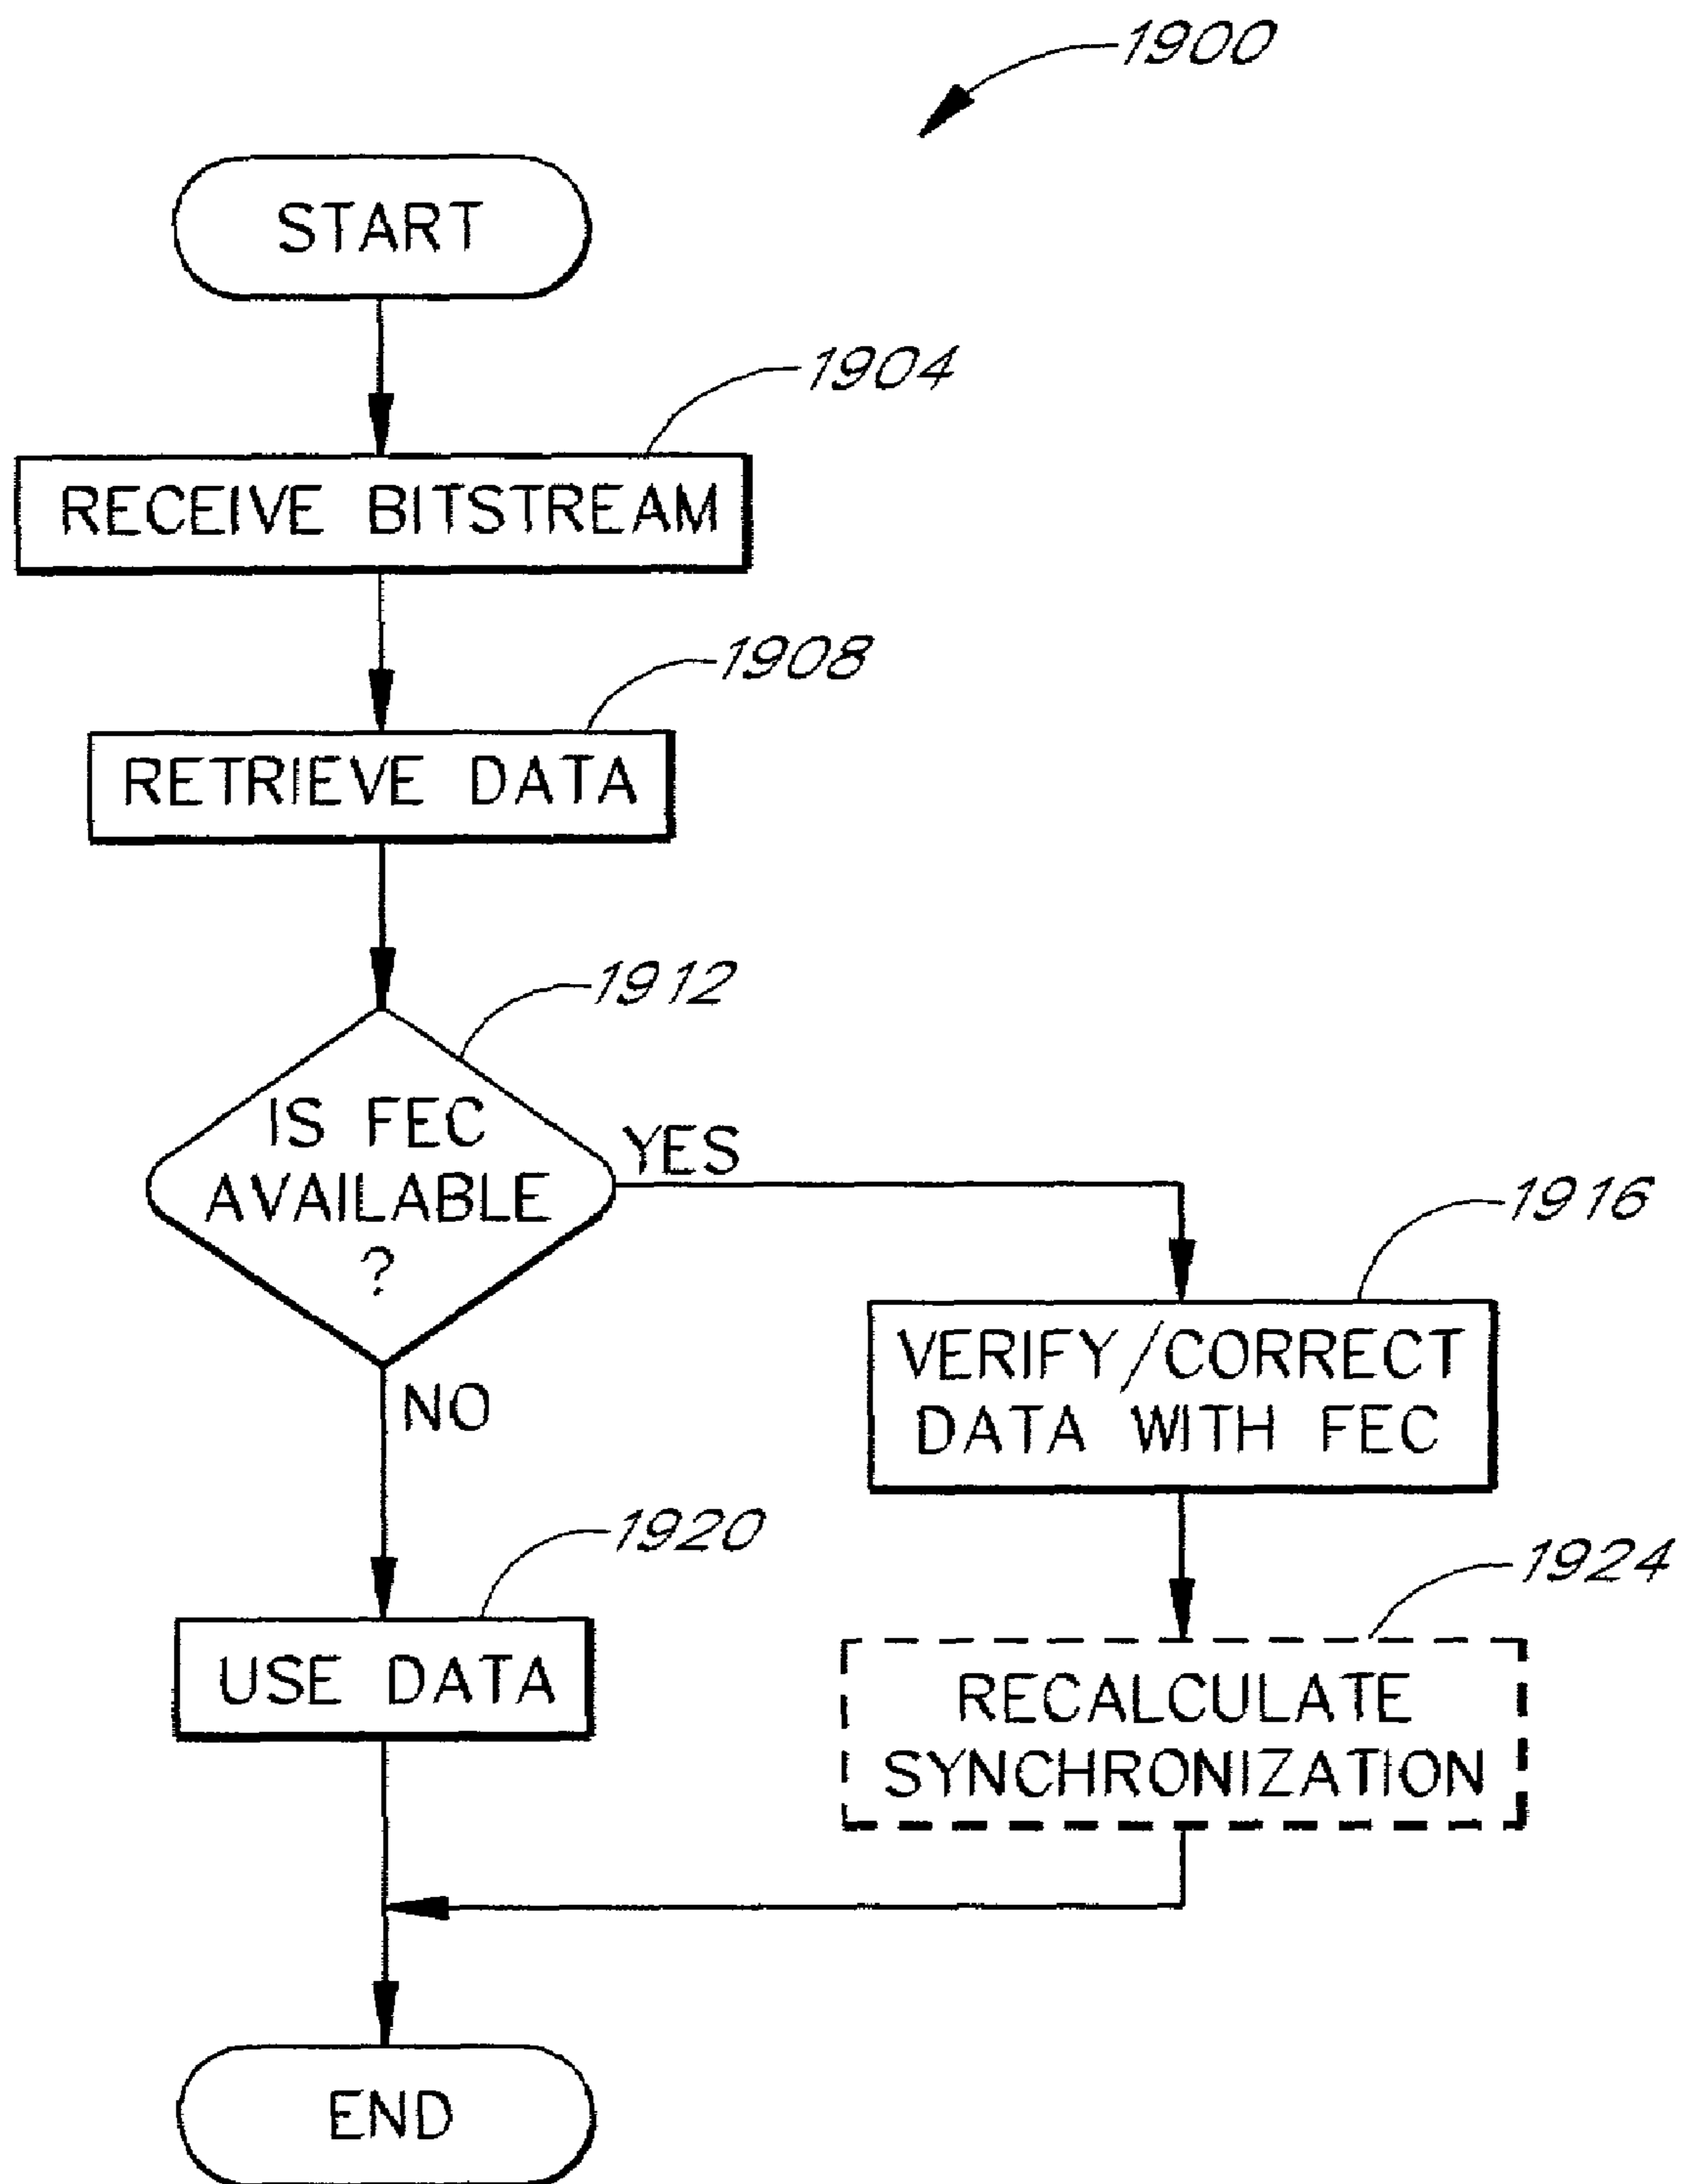 1900
START
1904
RECEIVE BITSTREAM
1908
RETRIEVE DATA
1912
IS FEC
AVAILABLE
?
YES
NO
1916
VERIFY/CORRECT
DATA WITH FEC
1920
USE DATA
1924
RECALCULATE
SYNCHRONIZATION
END